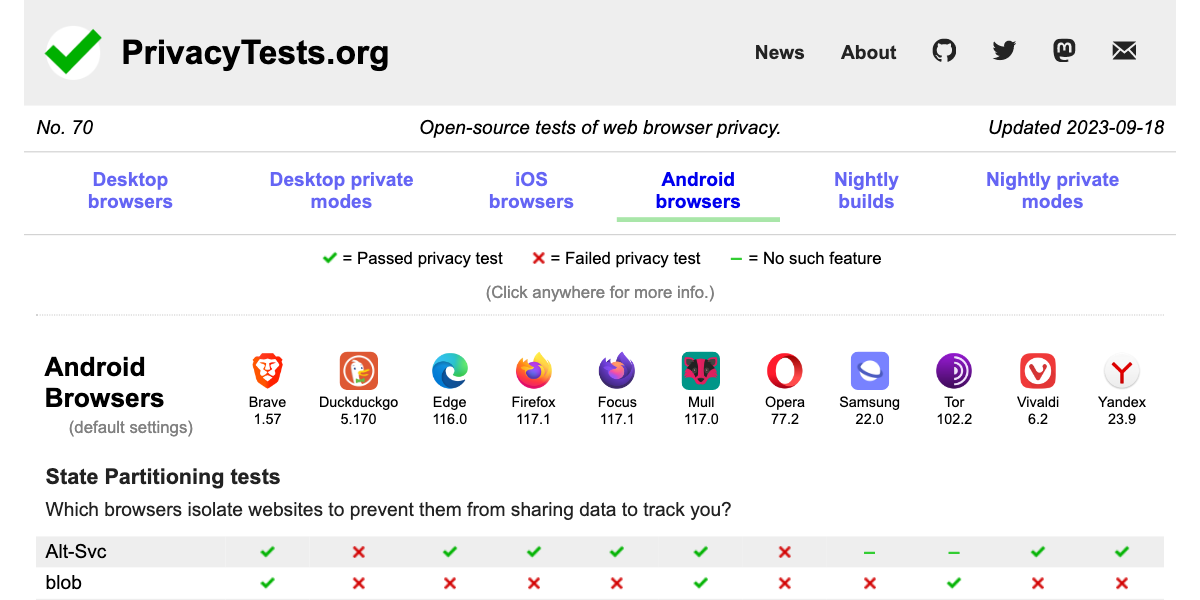 PrivacyTests.org News About
No. 70 Open-source tests of web browser privacy. Updated 2023-09-18
Desktop browsers Desktop private modes iOS browsers Android browsers Nightly builds Nightly private modes
= Passed privacy test = Failed privacy test = No such feature
(Click anywhere for more info.)
Android Browsers
(default settings)
Brave Duckduckgo Edge Firefox Focus Mull Opera Samsung Tor Vivaldi Yandex
1.57 5.170 116.0 117.1 117.1 117.0 77.2 22.0 102.2 6.2 23.9
State Partitioning tests
Which browsers isolate websites to prevent them from sharing data to track you?
Alt-Svc
blob